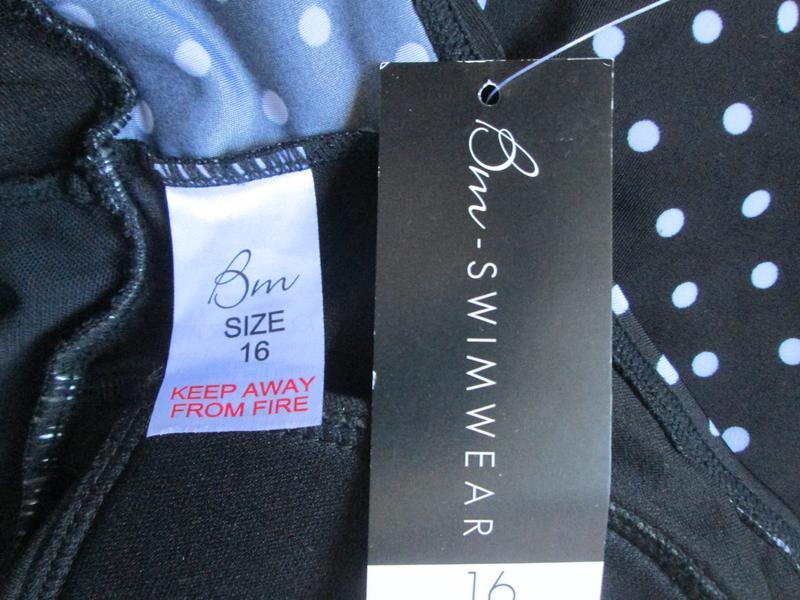 Bm
SIZE
16
KEEP AWAY
FROM FIRE
Bm - SWIMWEAR
16